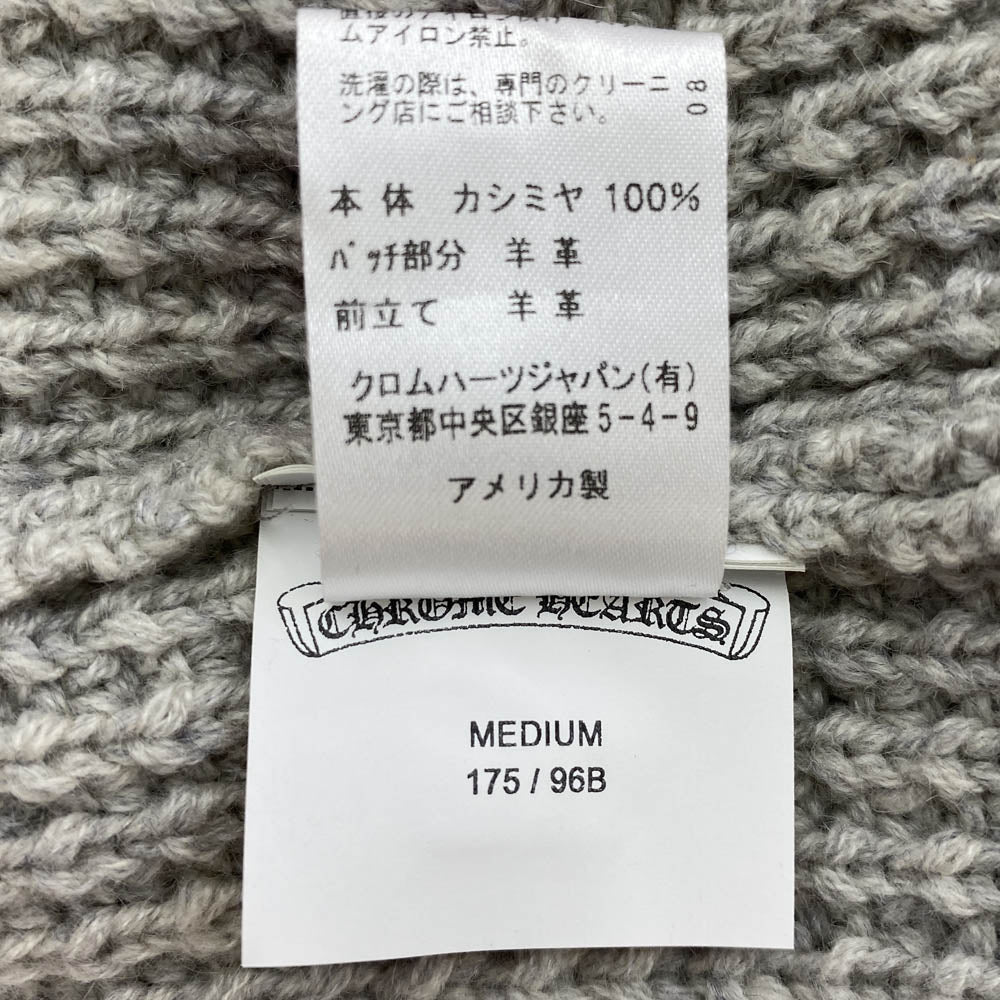 ムアイロン禁止。
洗濯の際は、専門のクリーニ
ング店にご相談下さい。
08
本体 カシミヤ 100%
パッチ部分 羊革
前立て 羊革
クロムハーツジャパン(有)
東京都中央区銀座5-4-9
アメリカ製
CHROME HEARTS
MEDIUM
175 / 96B